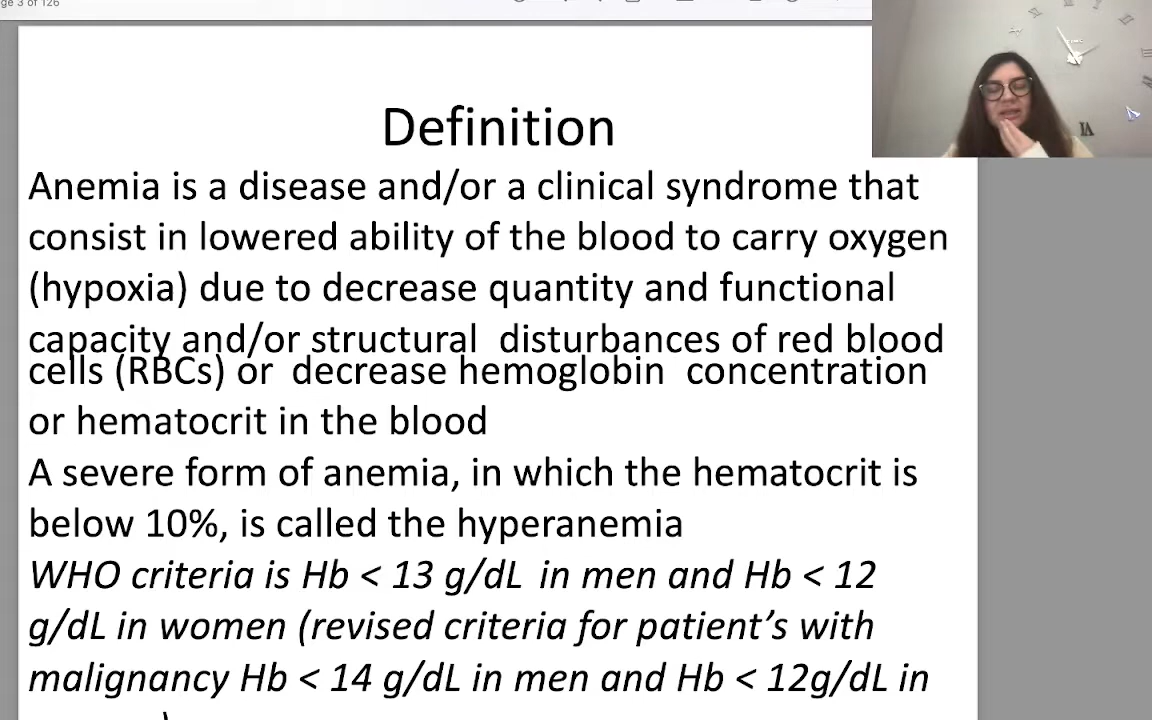 ge 3 of 126
Definition
Anemia is a disease and/or a clinical syndrome that
consist in lowered ability of the blood to carry oxygen
(hypoxia) due to decrease quantity and functional
capacity and/or structural disturbances of red blood
cells (RBCs) or decrease hemoglobin concentration
or hematocrit in the blood
A severe form of anemia, in which the hematocrit is
below 10%, is called the hyperanemia
WHO criteria is Hb < 13 g/dL in men and Hb < 12
g/dL in women (revised criteria for patient’s with
malignancy Hb < 14 g/dL in men and Hb < 12g/dL in